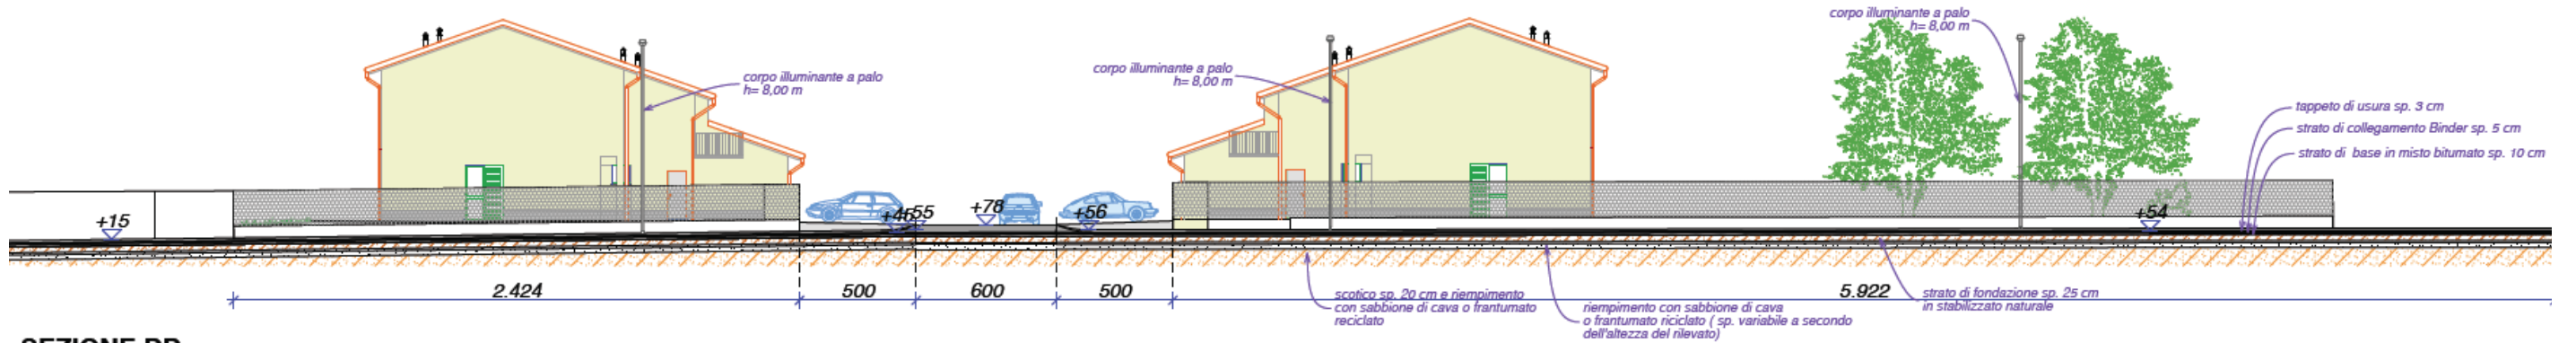 corpo illuminante a palo
h= 8,00 m
corpo illuminante a palo
h= 8,00 m
corpo illuminante a palo
h= 8,00 m
tappeto di usura sp. 3 cm
strato di collegamento Binder sp. 5 cm
strato di base in misto bitumato sp. 10 cm
+15
+46
+55
+78
+56
+54
2.424
500
600
500
5.922
scotico sp. 20 cm e riempimento
con sabbione di cava o frantumato
reciclato
riempimento con sabbione di cava
o frantumato riciclato ( sp. variabile a secondo
dell'altezza del rilevato)
strato di fondazione sp. 25 cm
in stabilizzato naturale